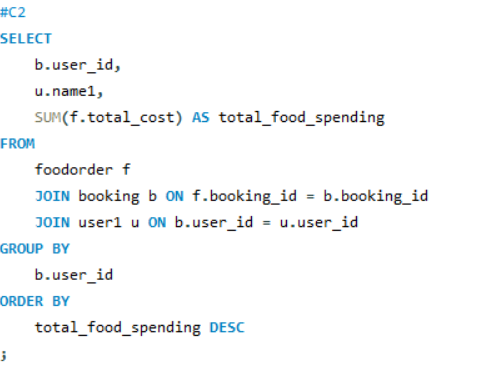 #C2
SELECT
b.user_id,
u.name1,
SUM(f.total_cost) AS total_food_spending
FROM
foodorder f
JOIN booking b ON f.booking_id = b.booking_id
JOIN user1 u ON b.user_id = u.user_id
GROUP BY
b.user_id
ORDER BY
total_food_spending DESC
;